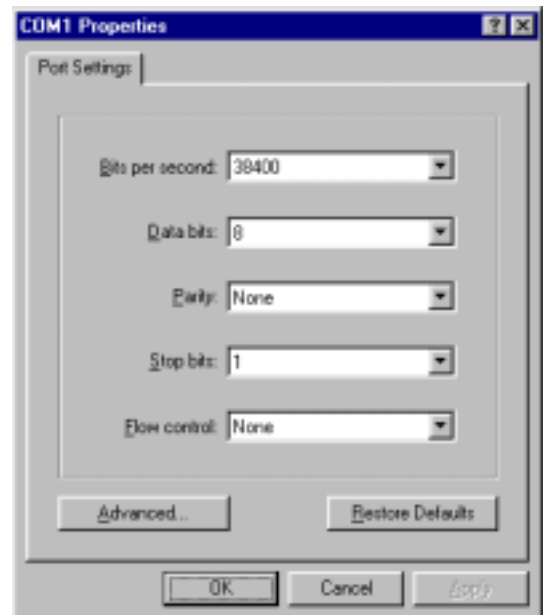 COM1 Properties
Port Settings
Bits per second: 38400
Data bits: 8
Parity: None
Stop bits: 1
Flow control: None
Advanced... Restore Defaults
OK Cancel Apply